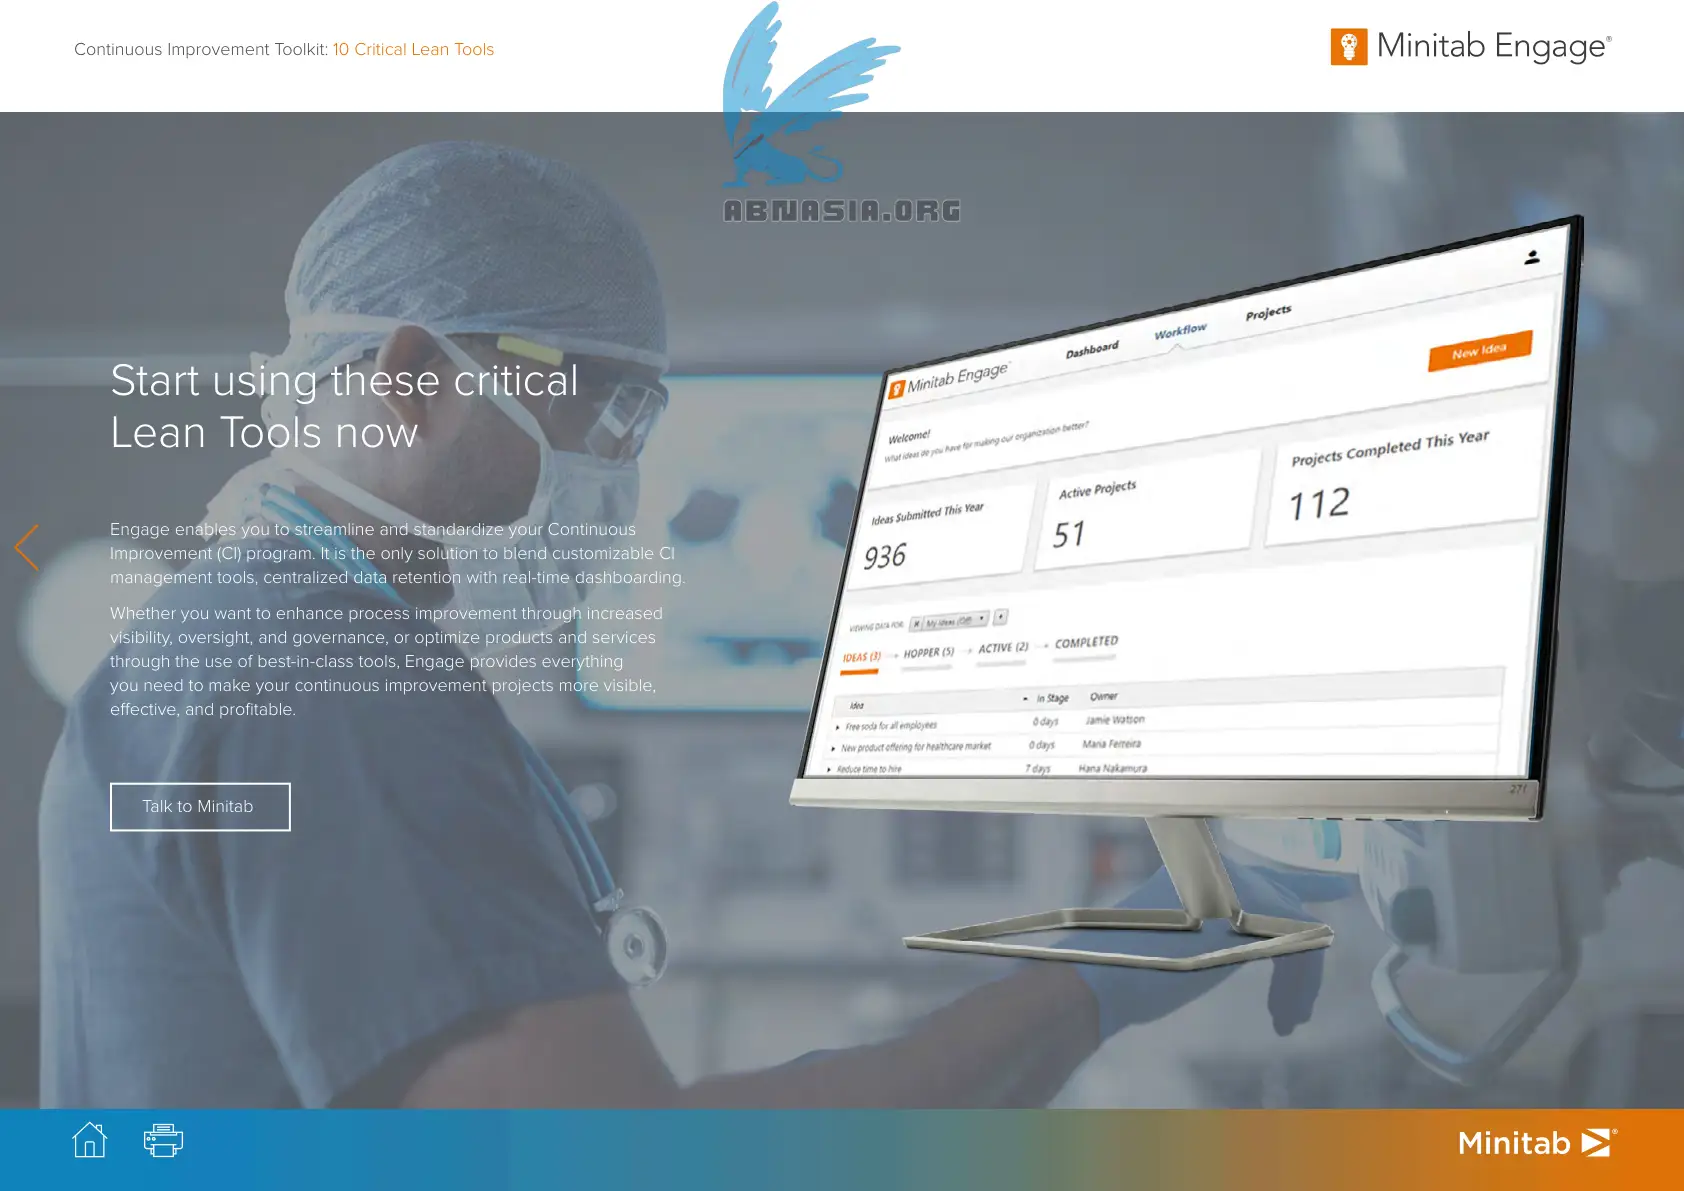 Continuous Improvement Toolkit: 10 Critical Lean Tools
Minitab Engage®
ABNASIA.ORG
Start using these critical
Lean Tools now
Engage enables you to streamline and standardize your Continuous
Improvement (CI) program. It is the only solution to blend customizable CI
management tools, centralized data retention with real-time dashboarding.
Whether you want to enhance process improvement through increased
visibility, oversight, and governance, or optimize products and services
through the use of best-in-class tools, Engage provides everything
you need to make your continuous improvement projects more visible,
effective, and profitable.
Talk to Minitab
Minitab Engage™
Dashboard Workflow Projects
New Idea
Welcome!
What ideas do you have for making our organization better?
Ideas Submitted This Year
936
Active Projects
51
Projects Completed This Year
112
VIEWING DATA FOR: My Ideas (Off)
IDEAS (3) HOPPER (5) ACTIVE (2) COMPLETED
Idea In Stage Owner
Free soda for all employees 0 days Jamie Watson
New product offering for healthcare market 0 days Maria Ferreira
Reduce time to hire 7 days Hana Nakamura
271
Minitab®